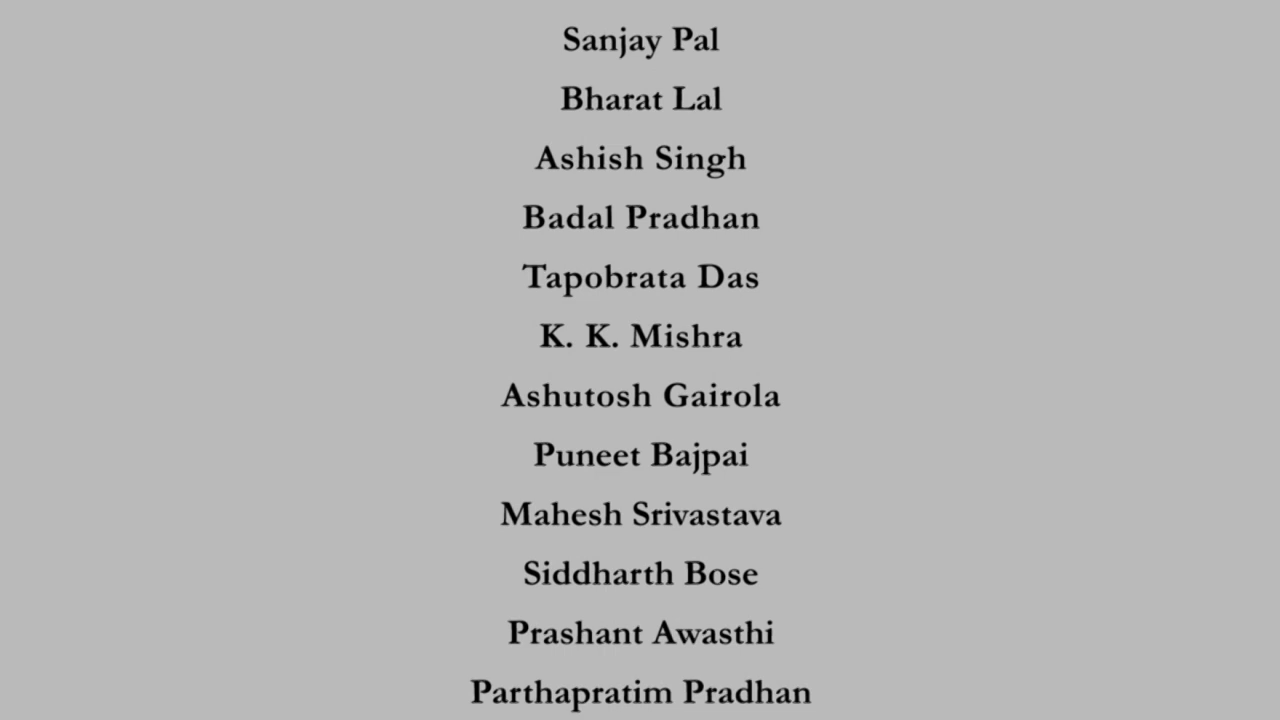 Sanjay Pal
Bharat Lal
Ashish Singh
Badal Pradhan
Tapobrata Das
K. K. Mishra
Ashutosh Gairola
Puneet Bajpai
Mahesh Srivastava
Siddharth Bose
Prashant Awasthi
Parthapratim Pradhan